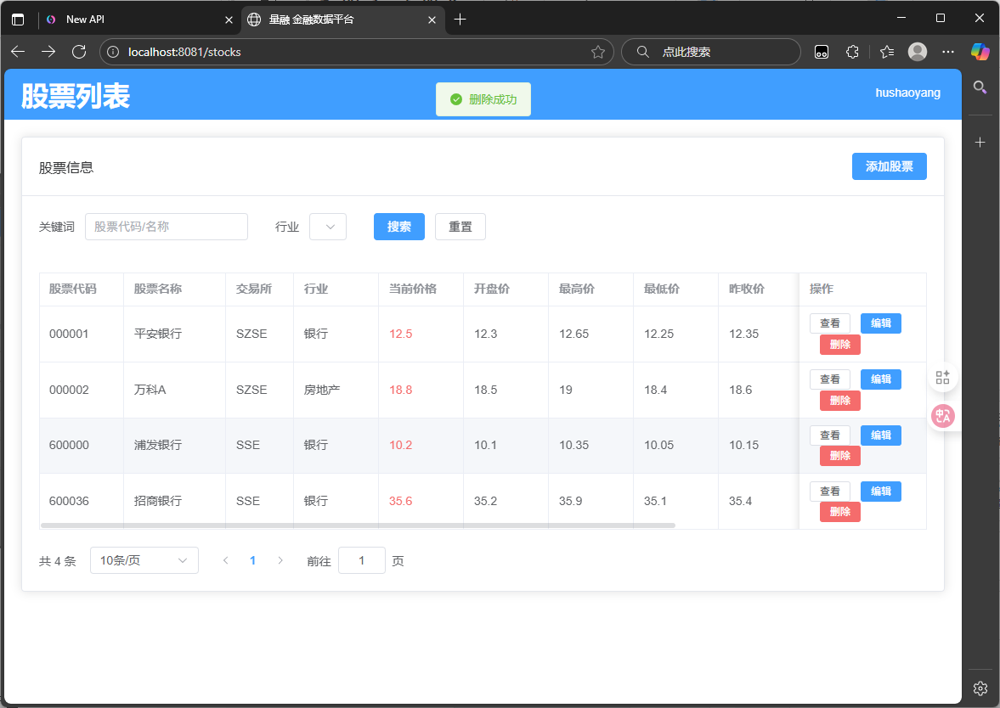 New API
量融 金融数据平台
localhost:8081/stocks
点此搜索
股票列表
删除成功
hushaoyang
股票信息
添加股票
关键词 股票代码/名称 行业 搜索 重置
股票代码 股票名称 交易所 行业 当前价格 开盘价 最高价 最低价 昨收价 操作
000001 平安银行 SZSE 银行 12.5 12.3 12.65 12.25 12.35 查看 编辑
删除
000002 万科A SZSE 房地产 18.8 18.5 19 18.4 18.6 查看 编辑
删除
600000 浦发银行 SSE 银行 10.2 10.1 10.35 10.05 10.15 查看 编辑
删除
600036 招商银行 SSE 银行 35.6 35.2 35.9 35.1 35.4 查看 编辑
删除
共 4 条 10条/页 1 前往 1 页